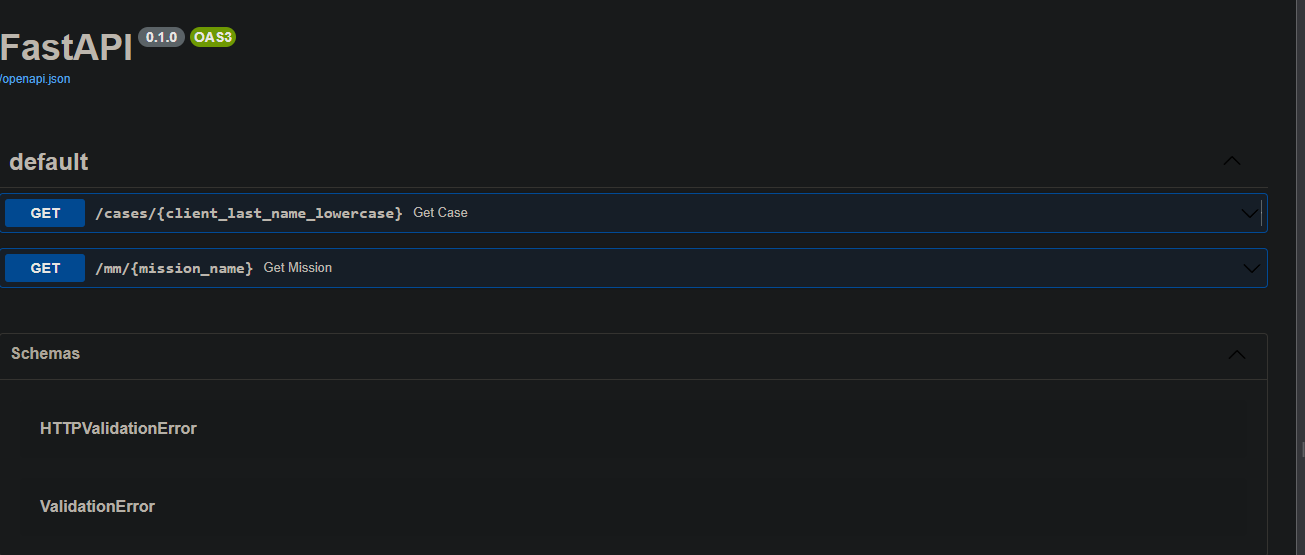 FastAPI 0.1.0 OAS3
/openapi.json
default
GET /cases/{client_last_name_lowercase} Get Case
GET /mm/{mission_name} Get Mission
Schemas
HTTPValidationError
ValidationError